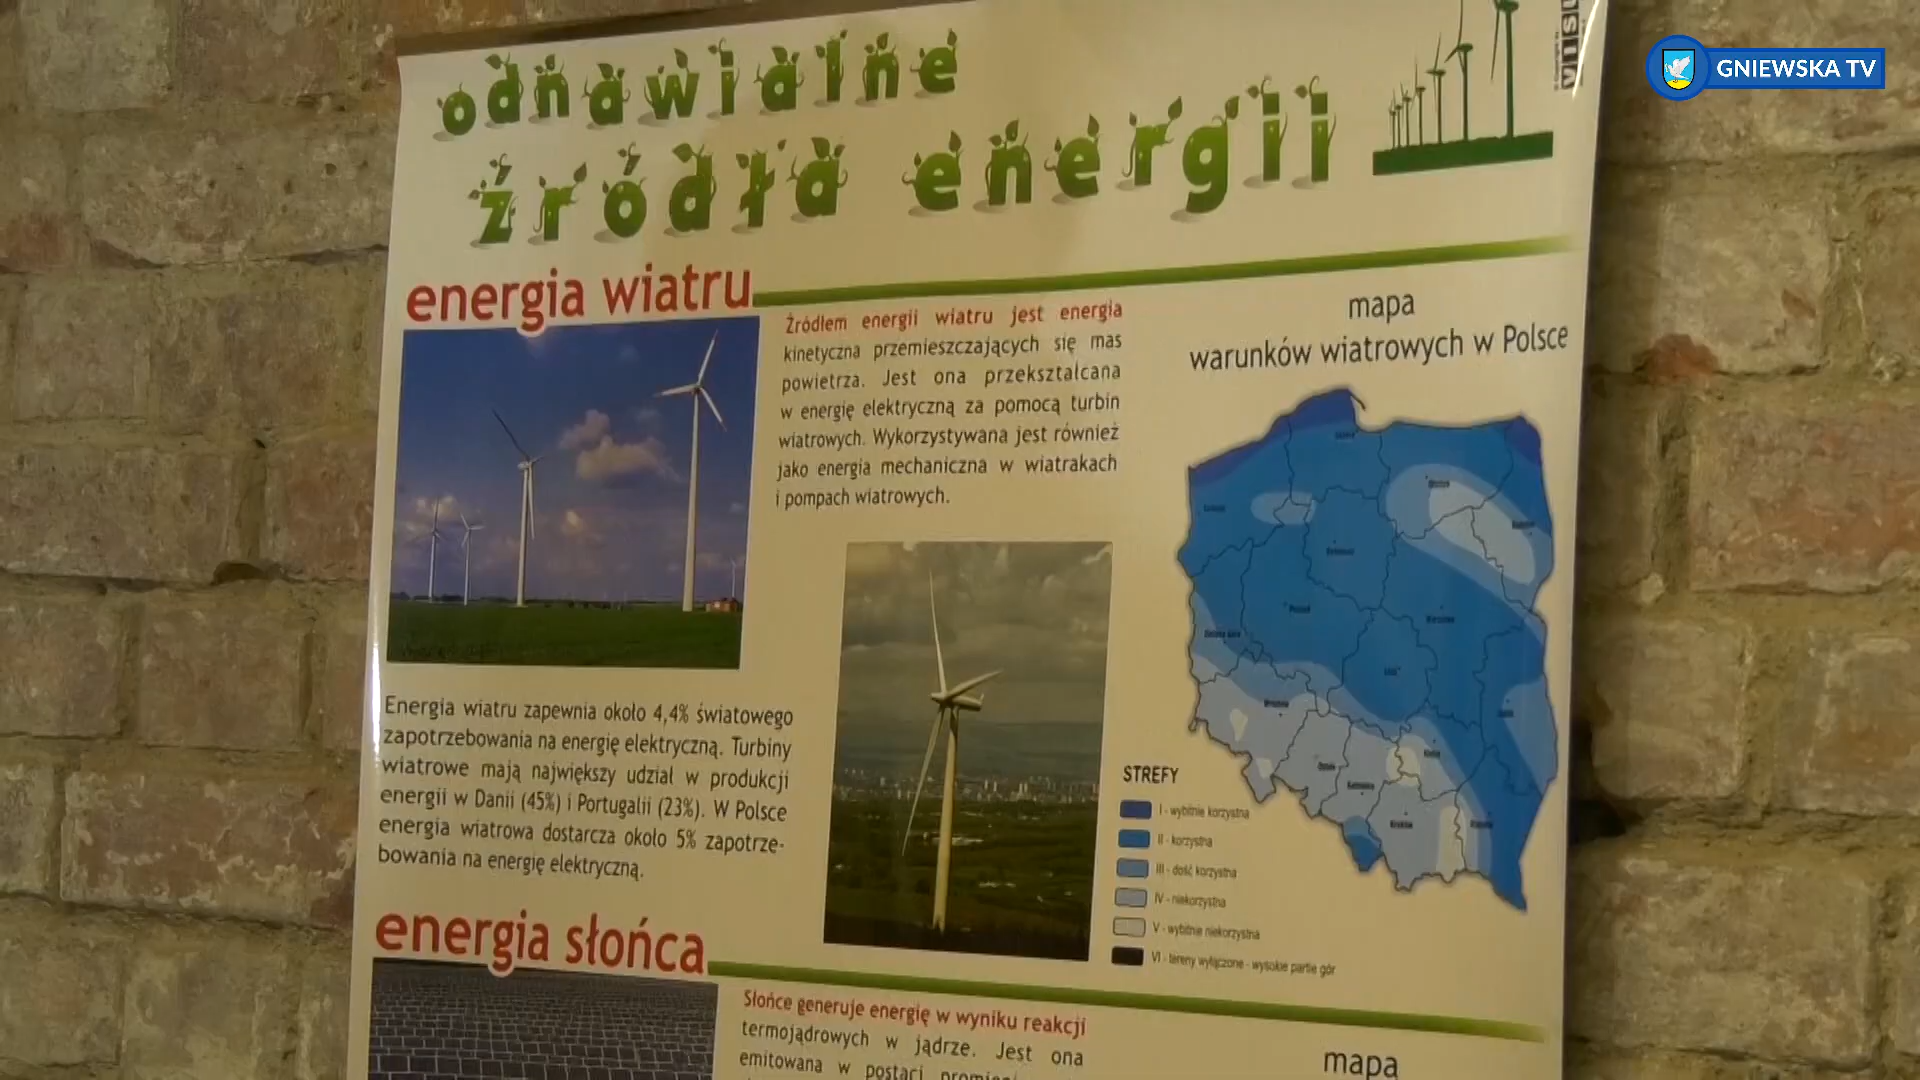 GNIEWSKA TV
odnawialne
źródła energii
energia wiatru
Źródłem energii wiatru jest energia
kinetyczna przemieszczających się mas
powietrza. Jest ona przekształcana
w energię elektryczną za pomocą turbin
wiatrowych. Wykorzystywana jest również
jako energia mechaniczna w wiatrakach
i pompach wiatrowych.
mapa
warunków wiatrowych w Polsce
Energia wiatru zapewnia około 4,4% światowego
zapotrzebowania na energię elektryczną. Turbiny
wiatrowe mają największy udział w produkcji
energii w Danii (45%) i Portugalii (23%). W Polsce
energia wiatrowa dostarcza około 5% zapotrze-
bowania na energię elektryczną.
STREFY
I - wybitnie korzystna
II - korzystna
III - dość korzystna
IV - niekorzystna
V - wybitnie niekorzystna
VI - tereny wyłączone - wysokie partie gór
energia słońca
Słońce generuje energię w wyniku reakcji
termojądrowych w jądrze. Jest ona
emitowana w postaci
mapa